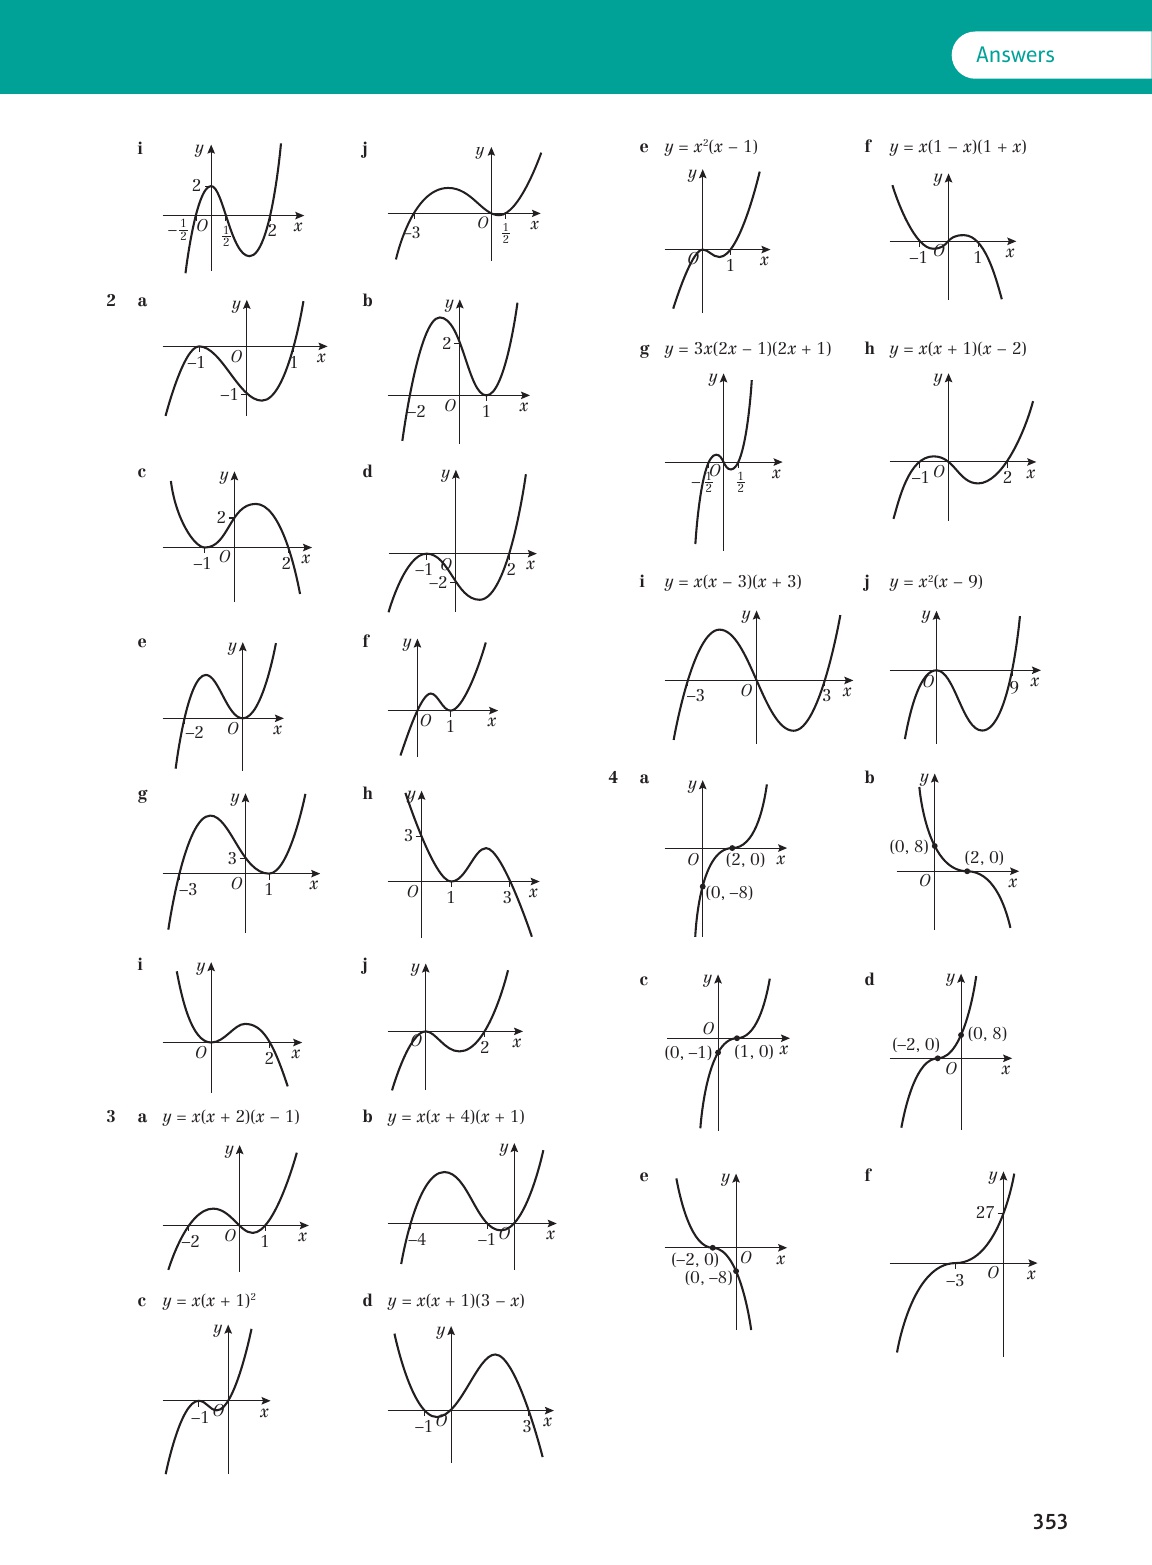 Answers
i
y
2
–1/2
O
1/2
2
x
j
y
–3
O
1/2
x
2
a
y
–1
O
1
x
–1
b
y
2
–2
O
1
x
c
y
2
–1
O
2
x
d
y
–1
O
2
x
–2
e
y
–2
O
x
f
y
O
1
x
g
y
3
–3
O
1
x
h
y
3
O
1
3
x
i
y
O
2
x
j
y
O
2
x
3
a y = x(x + 2)(x – 1)
y
–2
O
1
x
b y = x(x + 4)(x + 1)
y
–4
–1
O
x
c y = x(x + 1)²
y
–1
O
x
d y = x(x + 1)(3 – x)
y
–1
O
3
x
e y = x²(x – 1)
y
O
1
x
f y = x(1 – x)(1 + x)
y
–1
O
1
x
g y = 3x(2x – 1)(2x + 1)
y
–1/2
O
1/2
x
h y = x(x + 1)(x – 2)
y
–1
O
2
x
i y = x(x – 3)(x + 3)
y
–3
O
3
x
j y = x²(x – 9)
y
O
9
x
4
a
y
O
(2, 0)
x
(0, –8)
b
y
(0, 8)
(2, 0)
O
x
c
y
O
(0, –1)
(1, 0)
x
d
y
(0, 8)
(–2, 0)
O
x
e
y
(–2, 0)
O
x
(0, –8)
f
y
27
–3
O
x
353